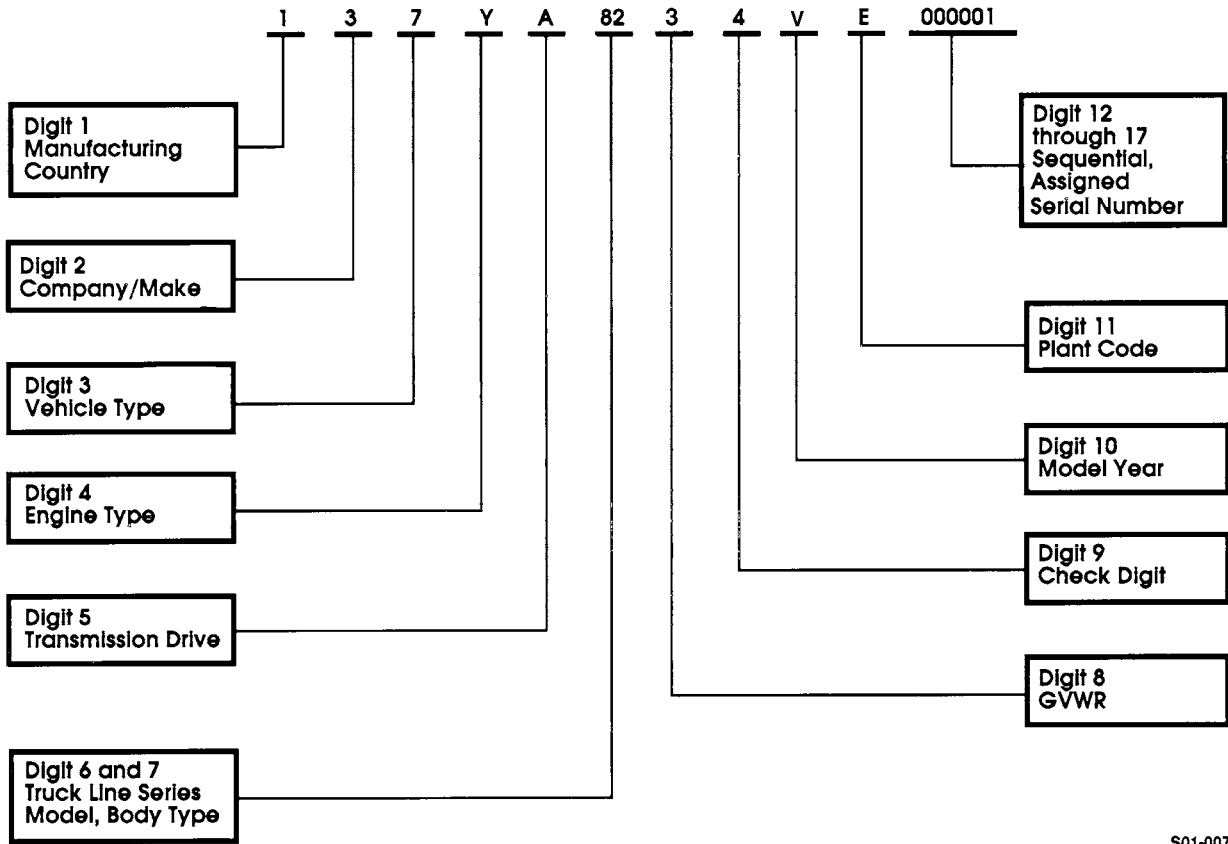 1 3 7 Y A 82 3 4 V E 000001
Digit 1
Manufacturing
Country
Digit 2
Company/Make
Digit 3
Vehicle Type
Digit 4
Engine Type
Digit 5
Transmission Drive
Digit 6 and 7
Truck Line Series
Model, Body Type
Digit 12
through 17
Sequential,
Assigned
Serial Number
Digit 11
Plant Code
Digit 10
Model Year
Digit 9
Check Digit
Digit 8
GVWR
S01-007